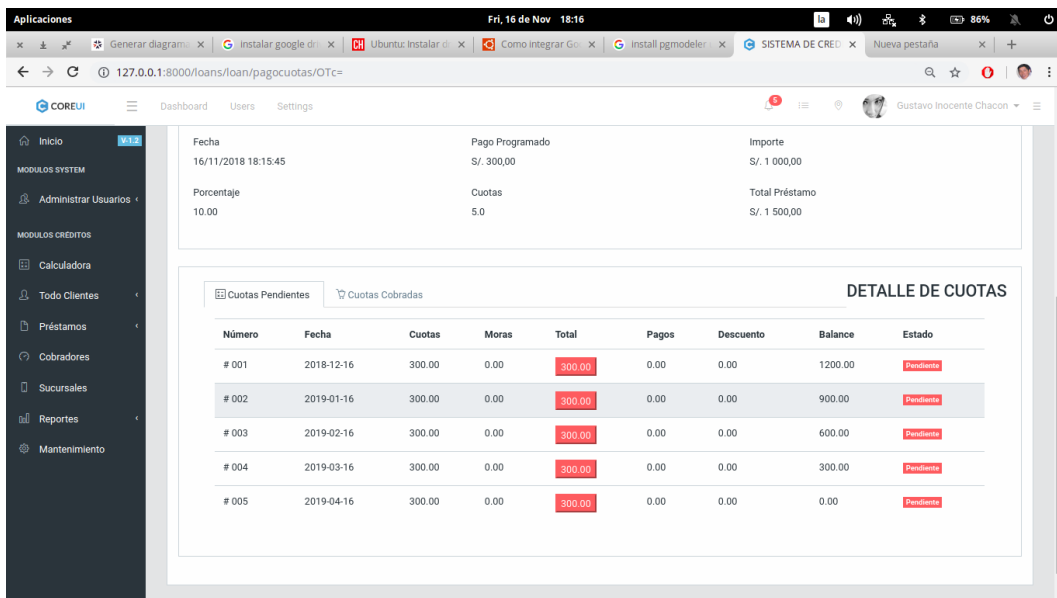 Aplicaciones Fri, 16 de Nov 18:16 la 86%
Generar diagrama instalar google dri Ubuntu: Instalar d Como integrar Goo install pgmodeler SISTEMA DE CRED Nueva pestaña
127.0.0.1:8000/loans/loan/pagocuotas/OTc=
COREUI Dashboard Users Settings 5 Gustavo Inocente Chacon
Inicio V-1.2
MODULOS SYSTEM
Administrar Usuarios
MODULOS CRÉDITOS
Calculadora
Todo Clientes
Préstamos
Cobradores
Sucursales
Reportes
Mantenimiento
Fecha Pago Programado Importe
16/11/2018 18:15:45 S/. 300,00 S/. 1 000,00
Porcentaje Cuotas Total Préstamo
10.00 5.0 S/. 1 500,00
Cuotas Pendientes Cuotas Cobradas DETALLE DE CUOTAS
Número Fecha Cuotas Moras Total Pagos Descuento Balance Estado
# 001 2018-12-16 300.00 0.00 300.00 0.00 0.00 1200.00 Pendiente
# 002 2019-01-16 300.00 0.00 300.00 0.00 0.00 900.00 Pendiente
# 003 2019-02-16 300.00 0.00 300.00 0.00 0.00 600.00 Pendiente
# 004 2019-03-16 300.00 0.00 300.00 0.00 0.00 300.00 Pendiente
# 005 2019-04-16 300.00 0.00 300.00 0.00 0.00 0.00 Pendiente